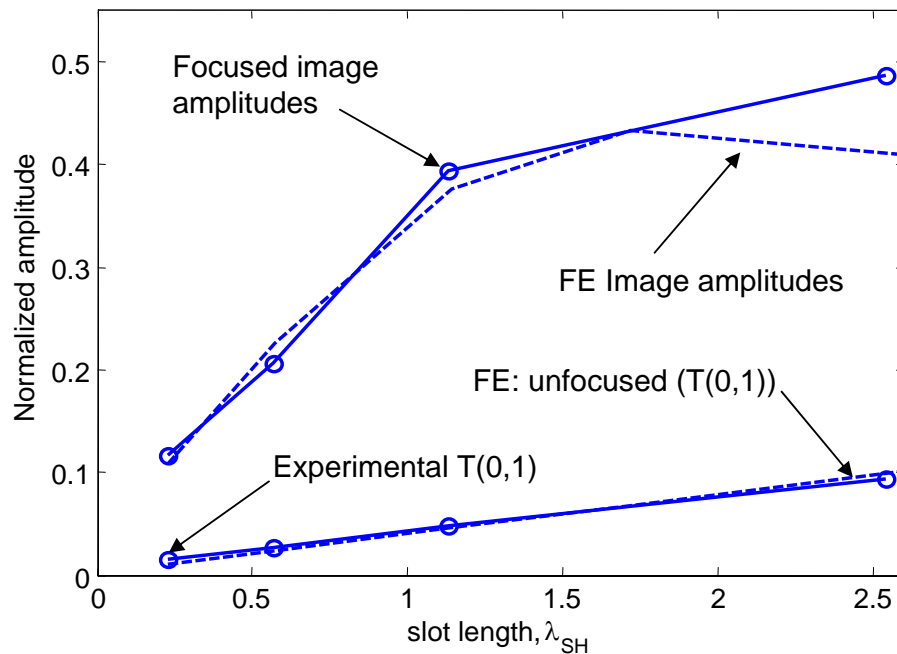 0.5
0.4
0.3
0.2
0.1
0
0
0.5
1
1.5
2
2.5
Normalized amplitude
slot length, λSH
Focused image
amplitudes
FE Image amplitudes
FE: unfocused (T(0,1))
Experimental T(0,1)